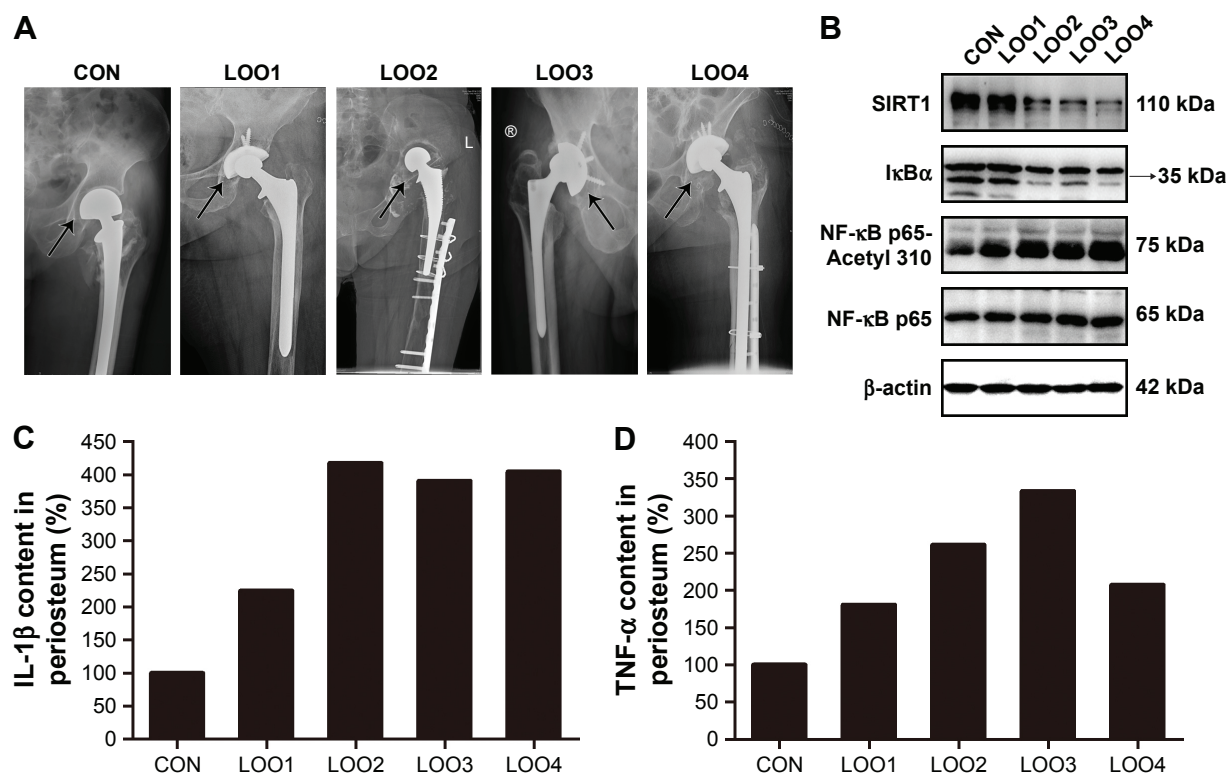 A
CON
LOO1
LOO2
LOO3
LOO4
L
®
B
CON
LOO1
LOO2
LOO3
LOO4
SIRT1
110 kDa
IκBα
35 kDa
NF-κB p65-
Acetyl 310
75 kDa
NF-κB p65
65 kDa
β-actin
42 kDa
C
IL-1β content in
periosteum (%)
450
400
350
300
250
200
150
100
50
0
CON
LOO1
LOO2
LOO3
LOO4
D
TNF-α content in
periosteum (%)
400
350
300
250
200
150
100
50
0
CON
LOO1
LOO2
LOO3
LOO4